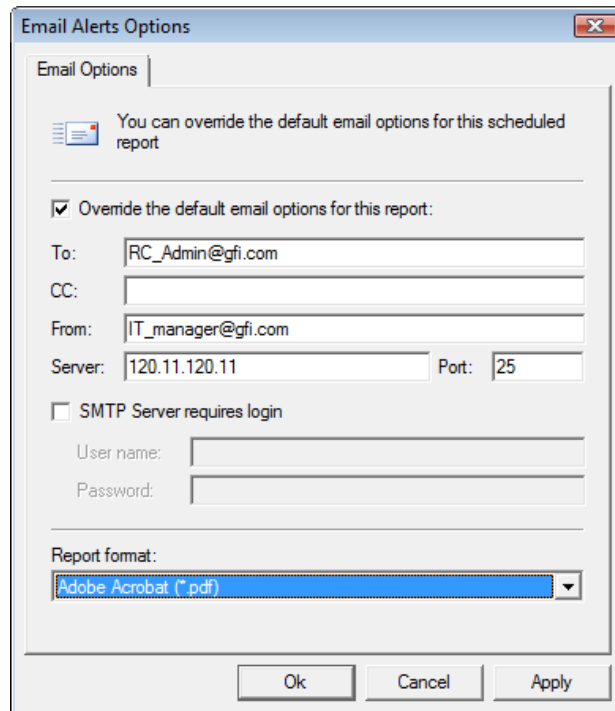 Email Alerts Options
Email Options
You can override the default email options for this scheduled
report
Override the default email options for this report:
To: RC_Admin@gfi.com
CC:
From: IT_manager@gfi.com
Server: 120.11.120.11 Port: 25
SMTP Server requires login
User name:
Password:
Report format:
Adobe Acrobat (*.pdf)
Ok Cancel Apply